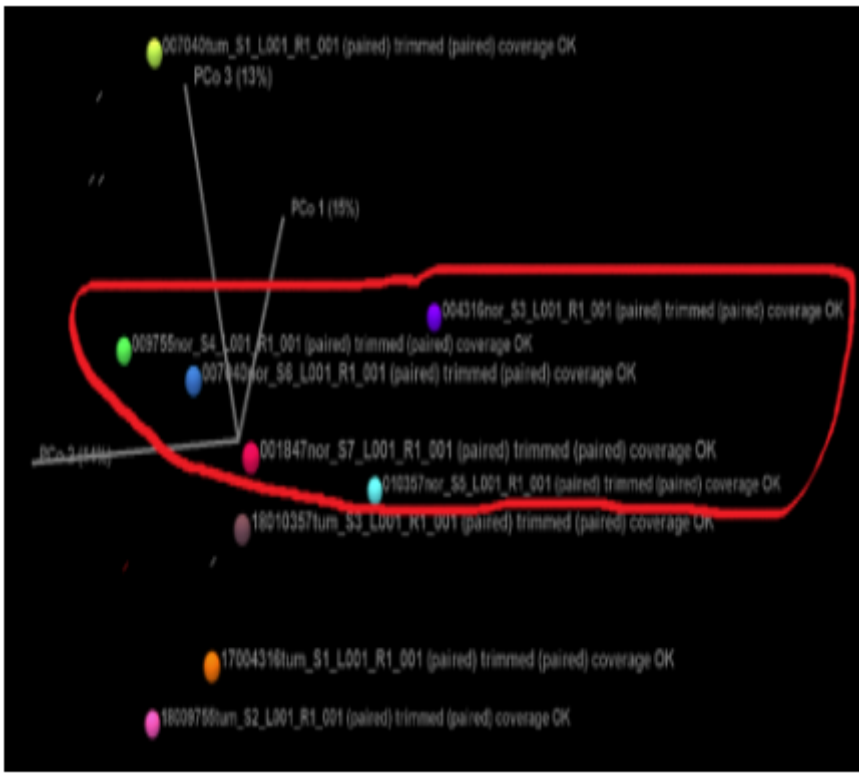 007040tum_S1_L001_R1_001 (paired) trimmed (paired) coverage OK
PCo 3 (13%)
PCo 1 (15%)
004316nor_S3_L001_R1_001 (paired) trimmed (paired) coverage OK
009755nor_S4_L001_R1_001 (paired) trimmed (paired) coverage OK
007040nor_S6_L001_R1_001 (paired) trimmed (paired) coverage OK
001847nor_S7_L001_R1_001 (paired) trimmed (paired) coverage OK
PCo 2 (14%)
010357nor_S5_L001_R1_001 (paired) trimmed (paired) coverage OK
18010357tum_S3_L001_R1_001 (paired) trimmed (paired) coverage OK
17004316tum_S1_L001_R1_001 (paired) trimmed (paired) coverage OK
18009755tum_S2_L001_R1_001 (paired) trimmed (paired) coverage OK